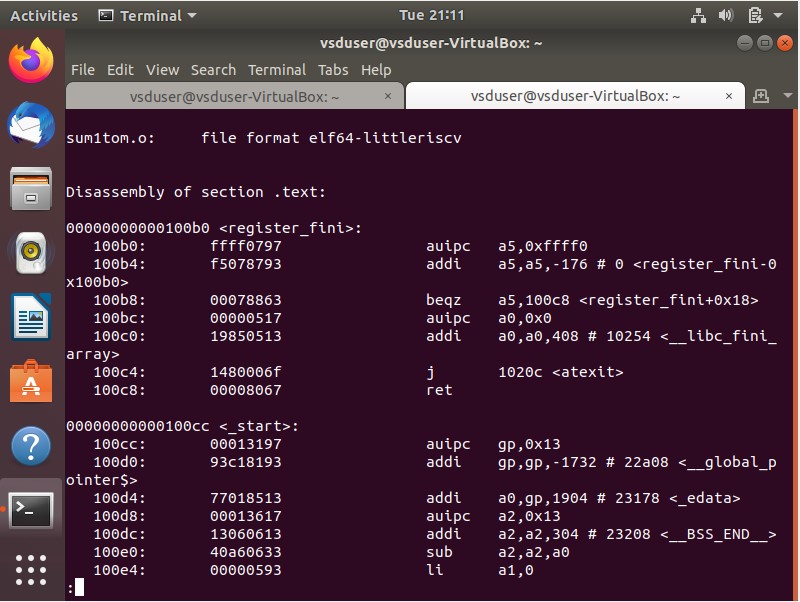 Activities Terminal Tue 21:11
vsduser@vsduser-VirtualBox: ~
File Edit View Search Terminal Tabs Help
vsduser@vsduser-VirtualBox: ~ × vsduser@vsduser-VirtualBox: ~ ×
sum1tom.o:     file format elf64-littleriscv
Disassembly of section .text:
00000000000100b0 <register_fini>:
   100b0:       ffff0797                auipc   a5,0xffff0
   100b4:       f5078793                addi    a5,a5,-176 # 0 <register_fini-0
x100b0>
   100b8:       00078863                beqz    a5,100c8 <register_fini+0x18>
   100bc:       00000517                auipc   a0,0x0
   100c0:       19850513                addi    a0,a0,408 # 10254 <__libc_fini_
array>
   100c4:       1480006f                j       1020c <atexit>
   100c8:       00008067                ret
00000000000100cc <_start>:
   100cc:       00013197                auipc   gp,0x13
   100d0:       93c18193                addi    gp,gp,-1732 # 22a08 <__global_p
ointer$>
   100d4:       77018513                addi    a0,gp,1904 # 23178 <_edata>
   100d8:       00013617                auipc   a2,0x13
   100dc:       13060613                addi    a2,a2,304 # 23208 <__BSS_END__>
   100e0:       40a60633                sub     a2,a2,a0
   100e4:       00000593                li      a1,0
: